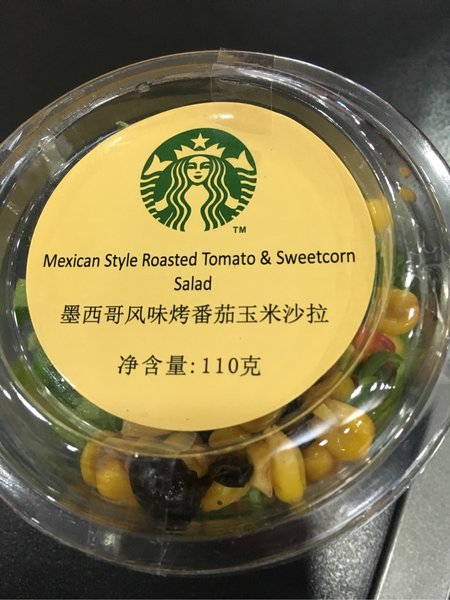 TM
Mexican Style Roasted Tomato & Sweetcorn
Salad
墨西哥风味烤番茄玉米沙拉
净含量:110克